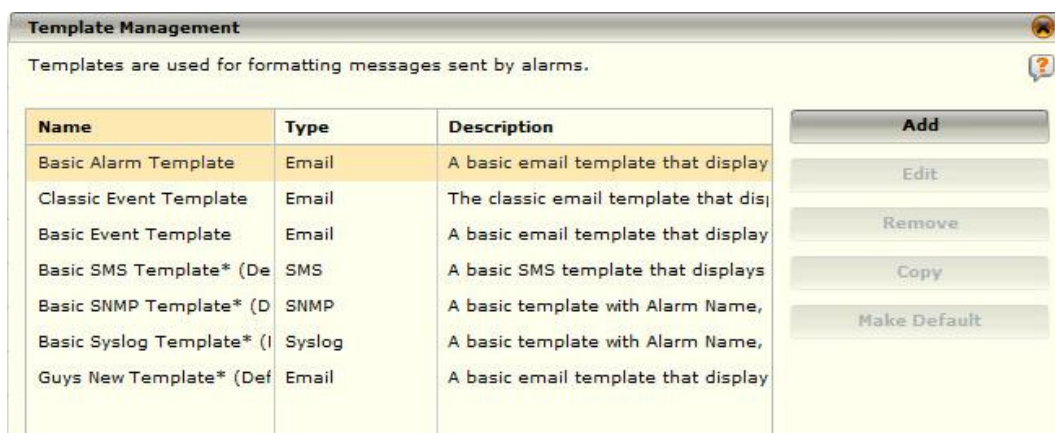 Template Management
Templates are used for formatting messages sent by alarms.
Name Type Description
Basic Alarm Template Email A basic email template that display
Classic Event Template Email The classic email template that disp
Basic Event Template Email A basic email template that display
Basic SMS Template* (De SMS A basic SMS template that displays
Basic SNMP Template* (D SNMP A basic template with Alarm Name,
Basic Syslog Template* (I Syslog A basic template with Alarm Name,
Guys New Template* (Def Email A basic email template that display
Add
Edit
Remove
Copy
Make Default